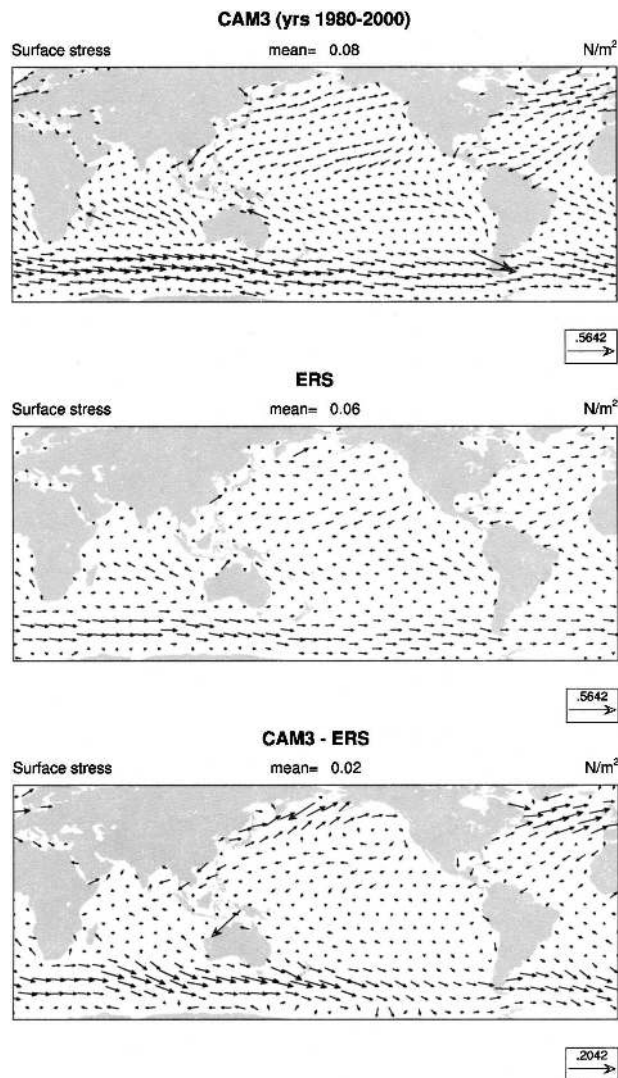 CAM3 (yrs 1980-2000)
Surface stress mean= 0.08 N/m²
.5642
ERS
Surface stress mean= 0.06 N/m²
.5642
CAM3 - ERS
Surface stress mean= 0.02 N/m²
.2042